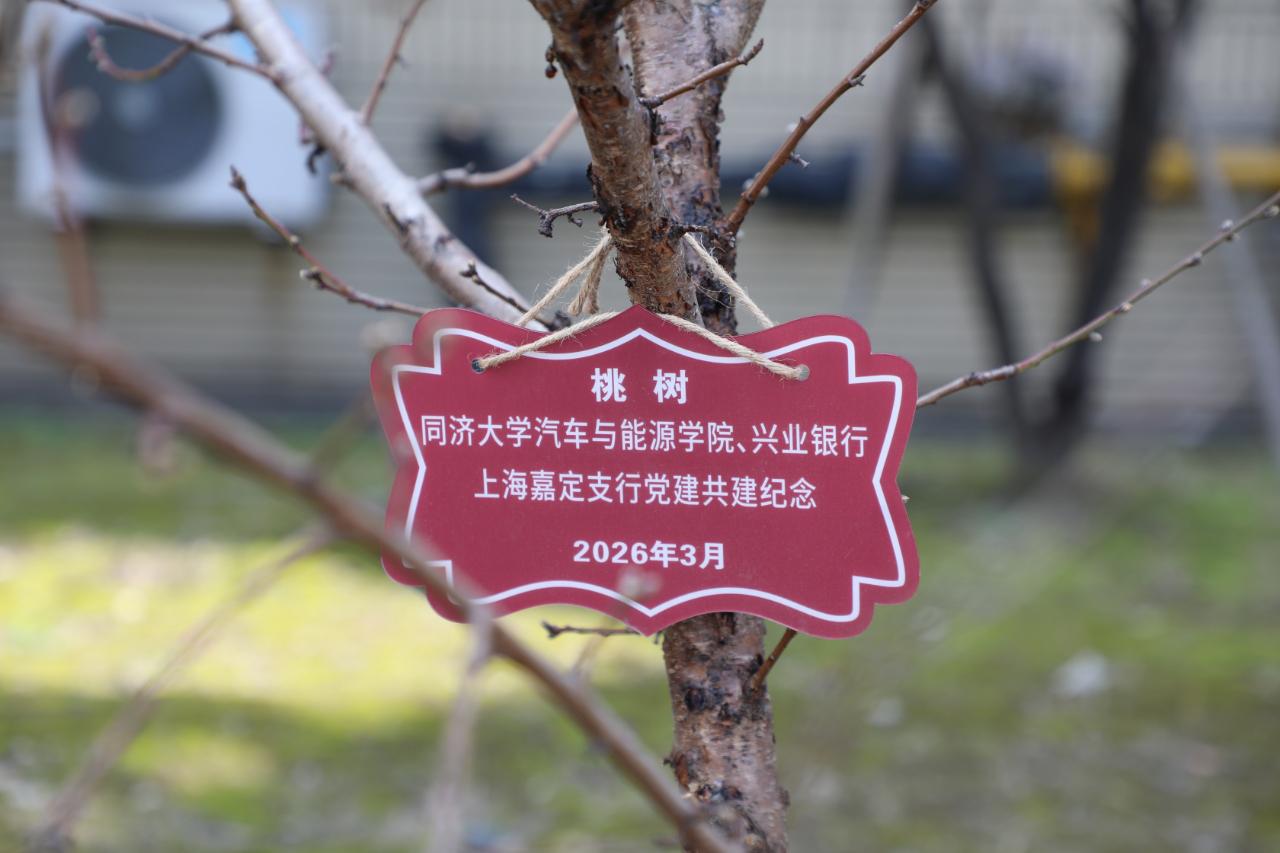 桃 树
同济大学汽车与能源学院、兴业银行
上海嘉定支行党建共建纪念
2026年3月